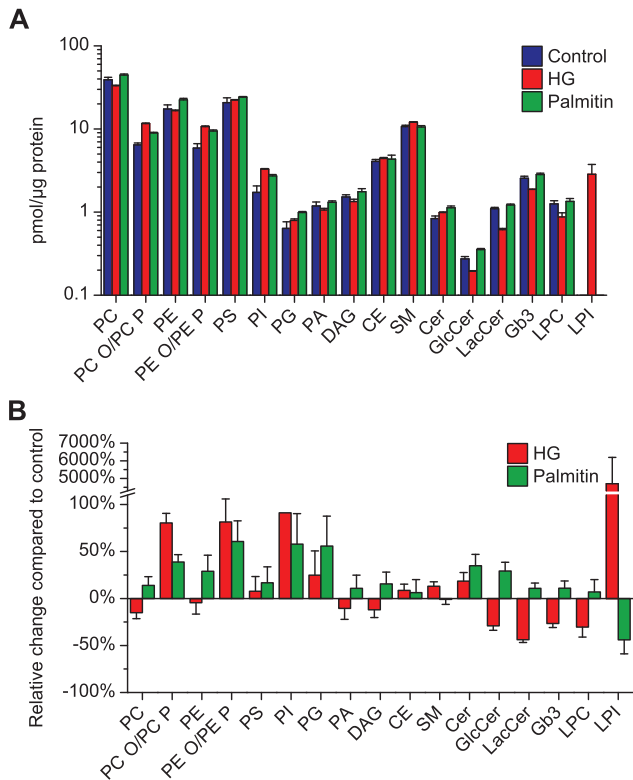 A
pmol/µg protein
100
10
1
0.1
Control
HG
Palmitin
PC
PC O/PC P
PE
PE O/PE P
PS
PI
PG
PA
DAG
CE
SM
Cer
GlcCer
LacCer
Gb3
LPC
LPI
B
Relative change compared to control
7000%
6000%
5000%
100%
50%
0%
-50%
-100%
HG
Palmitin
PC
PC O/PC P
PE
PE O/PE P
PS
PI
PG
PA
DAG
CE
SM
Cer
GlcCer
LacCer
Gb3
LPC
LPI